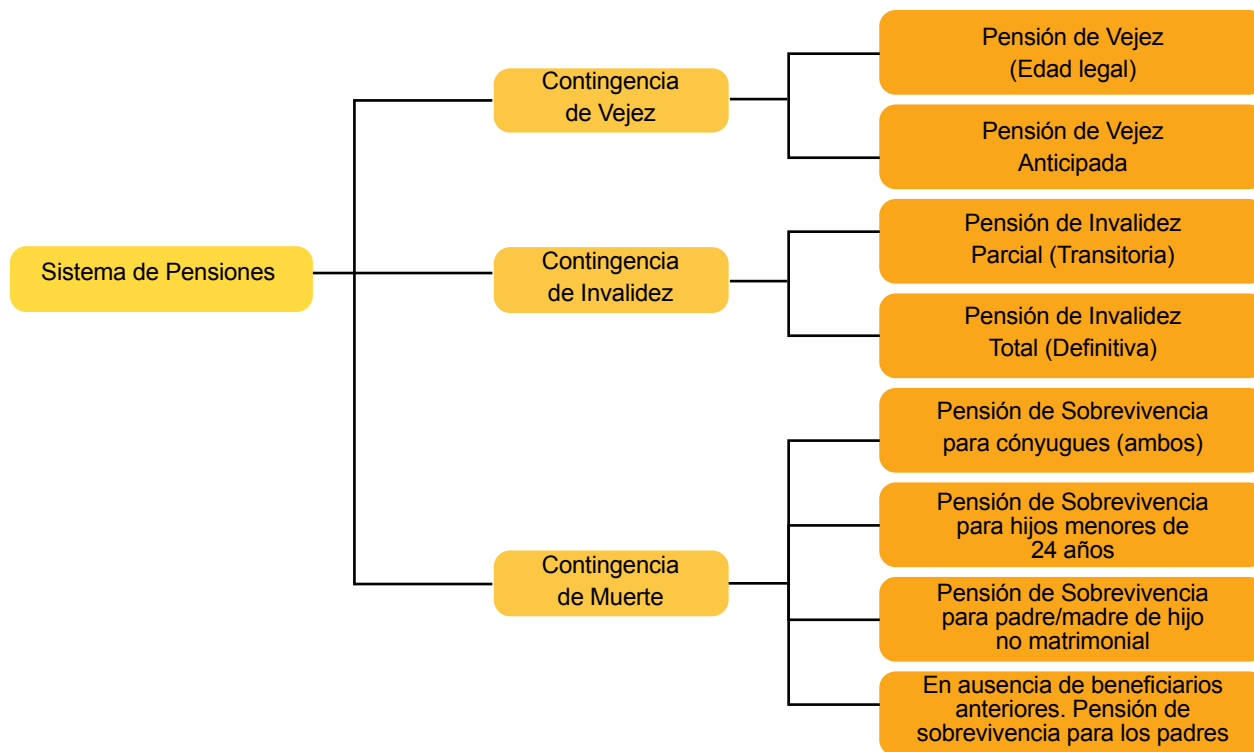 Sistema de Pensiones
Contingencia
de Vejez
Pensión de Vejez
(Edad legal)
Pensión de Vejez
Anticipada
Contingencia
de Invalidez
Pensión de Invalidez
Parcial (Transitoria)
Pensión de Invalidez
Total (Definitiva)
Contingencia
de Muerte
Pensión de Sobrevivencia
para cónyugues (ambos)
Pensión de Sobrevivencia
para hijos menores de
24 años
Pensión de Sobrevivencia
para padre/madre de hijo
no matrimonial
En ausencia de beneficiarios
anteriores. Pensión de
sobrevivencia para los padres